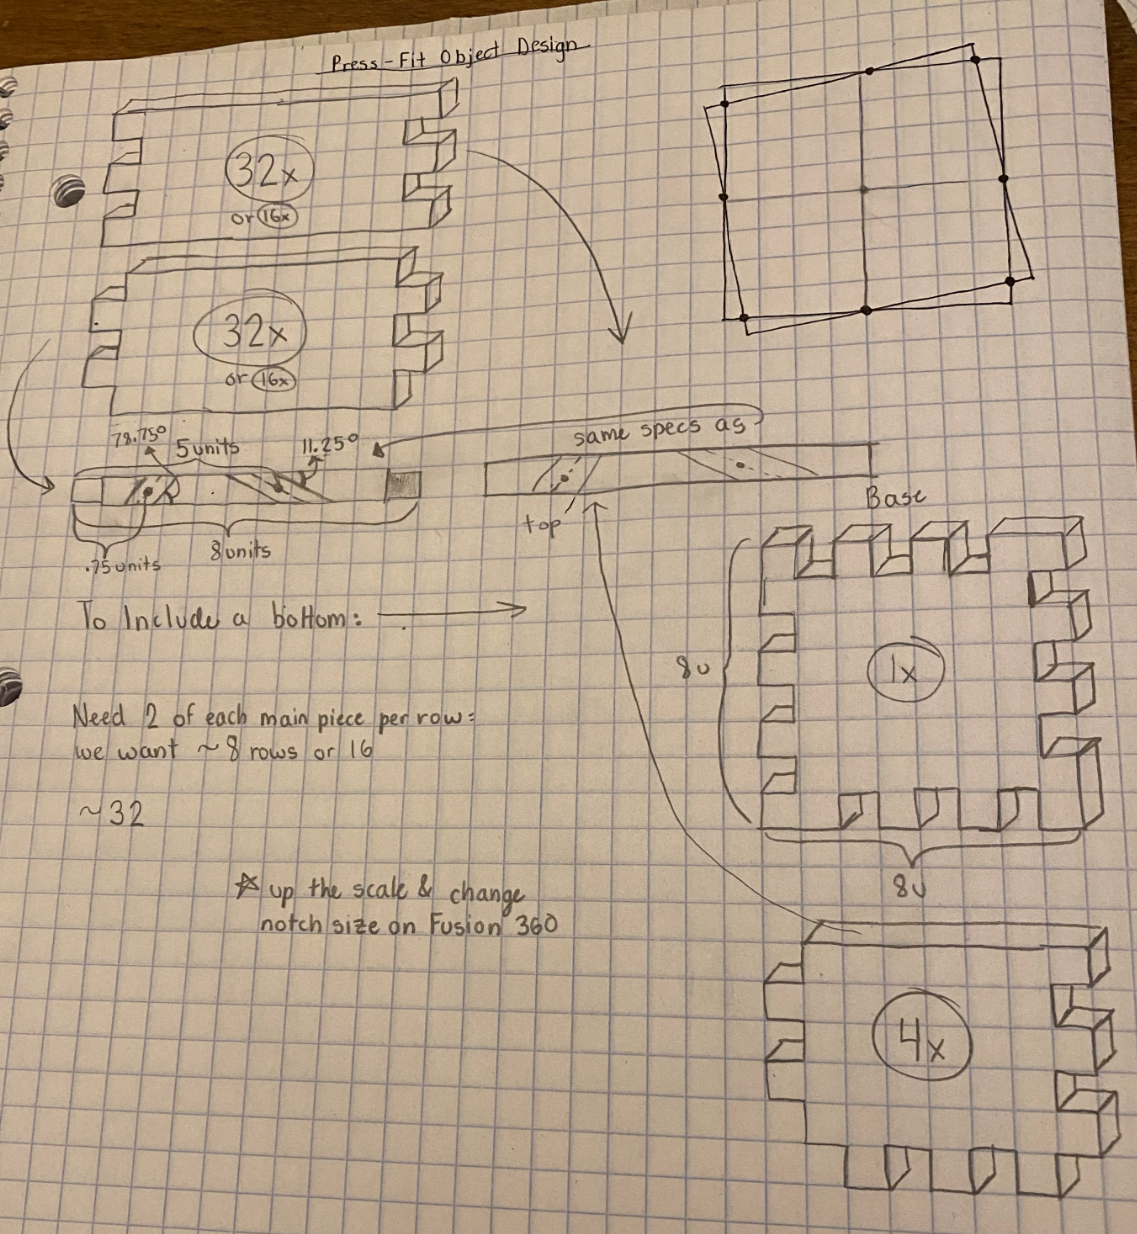 Press-Fit Object Design
32x
or 16x
32x
or 16x
78.75°
5 units
11.25°
same specs as
top
.75 units
8 units
Base
To Include a bottom:
8u
1x
Need 2 of each main piece per row:
we want ~8 rows or 16
~32
8u
☆ up the scale & change
notch size on Fusion 360
4x